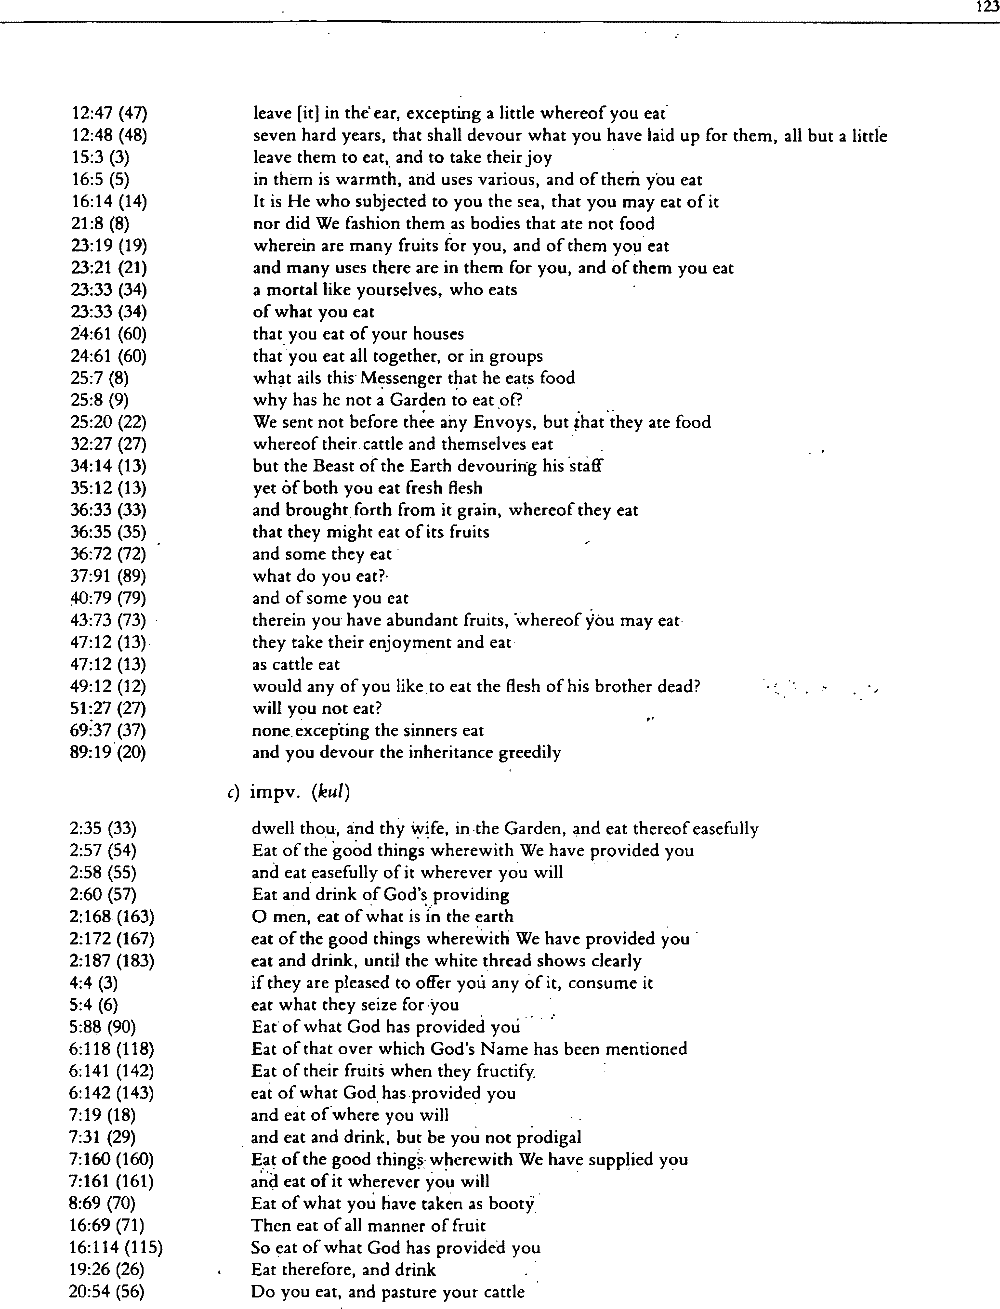 123
12:47 (47) leave [it] in the ear, excepting a little whereof you eat
12:48 (48) seven hard years, that shall devour what you have laid up for them, all but a little
15:3 (3) leave them to eat, and to take their joy
16:5 (5) in them is warmth, and uses various, and of them you eat
16:14 (14) It is He who subjected to you the sea, that you may eat of it
21:8 (8) nor did We fashion them as bodies that ate not food
23:19 (19) wherein are many fruits for you, and of them you eat
23:21 (21) and many uses there are in them for you, and of them you eat
23:33 (34) a mortal like yourselves, who eats
23:33 (34) of what you eat
24:61 (60) that you eat of your houses
24:61 (60) that you eat all together, or in groups
25:7 (8) what ails this Messenger that he eats food
25:8 (9) why has he not a Garden to eat of?
25:20 (22) We sent not before thee any Envoys, but that they ate food
32:27 (27) whereof their cattle and themselves eat
34:14 (13) but the Beast of the Earth devouring his staff
35:12 (13) yet of both you eat fresh flesh
36:33 (33) and brought forth from it grain, whereof they eat
36:35 (35) that they might eat of its fruits
36:72 (72) and some they eat
37:91 (89) what do you eat?
40:79 (79) and of some you eat
43:73 (73) therein you have abundant fruits, whereof you may eat
47:12 (13) they take their enjoyment and eat
47:12 (13) as cattle eat
49:12 (12) would any of you like to eat the flesh of his brother dead?
51:27 (27) will you not eat?
69:37 (37) none excepting the sinners eat
89:19 (20) and you devour the inheritance greedily
c) impv. (kul)
2:35 (33) dwell thou, and thy wife, in the Garden, and eat thereof easefully
2:57 (54) Eat of the good things wherewith We have provided you
2:58 (55) and eat easefully of it wherever you will
2:60 (57) Eat and drink of God's providing
2:168 (163) O men, eat of what is in the earth
2:172 (167) eat of the good things wherewith We have provided you
2:187 (183) eat and drink, until the white thread shows clearly
4:4 (3) if they are pleased to offer you any of it, consume it
5:4 (6) eat what they seize for you
5:88 (90) Eat of what God has provided you
6:118 (118) Eat of that over which God's Name has been mentioned
6:141 (142) Eat of their fruits when they fructify
6:142 (143) eat of what God has provided you
7:19 (18) and eat of where you will
7:31 (29) and eat and drink, but be you not prodigal
7:160 (160) Eat of the good things wherewith We have supplied you
7:161 (161) and eat of it wherever you will
8:69 (70) Eat of what you have taken as booty
16:69 (71) Then eat of all manner of fruit
16:114 (115) So eat of what God has provided you
19:26 (26) Eat therefore, and drink
20:54 (56) Do you eat, and pasture your cattle